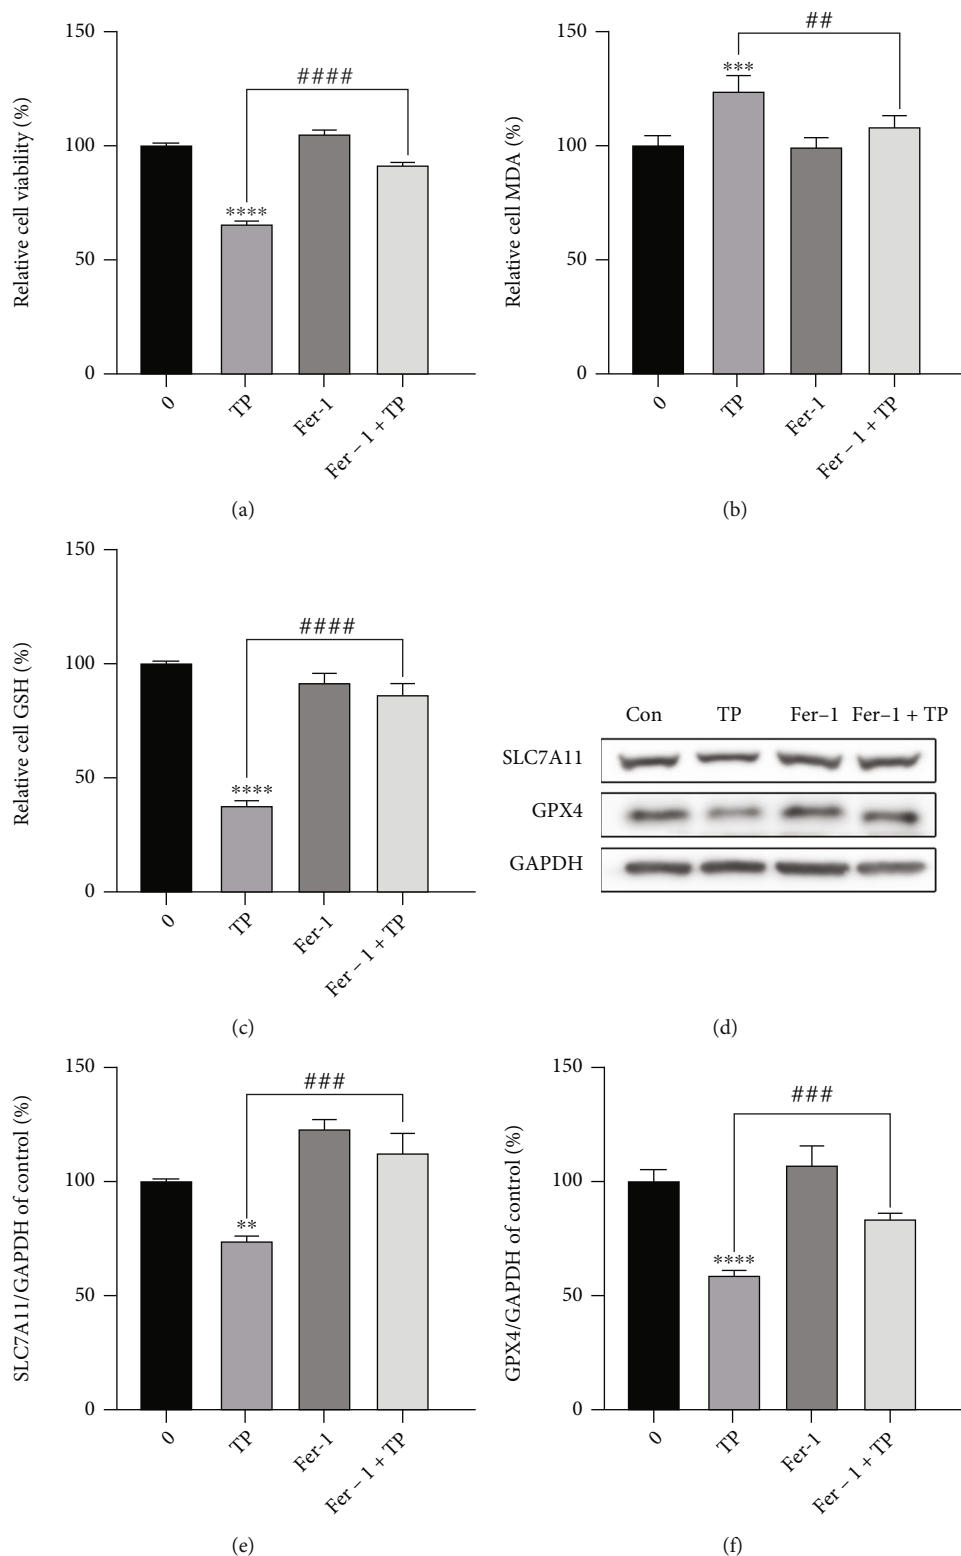 150
100
50
0
Relative cell viability (%)
####
****
0
TP
Fer-1
Fer – 1 + TP
(a)
150
100
50
0
Relative cell MDA (%)
##
***
0
TP
Fer-1
Fer – 1 + TP
(b)
150
100
50
0
Relative cell GSH (%)
####
****
0
TP
Fer-1
Fer – 1 + TP
(c)
Con TP Fer–1 Fer–1 + TP
SLC7A11
GPX4
GAPDH
(d)
150
100
50
0
SLC7A11/GAPDH of control (%)
###
**
0
TP
Fer-1
Fer – 1 + TP
(e)
150
100
50
0
GPX4/GAPDH of control (%)
###
****
0
TP
Fer-1
Fer – 1 + TP
(f)